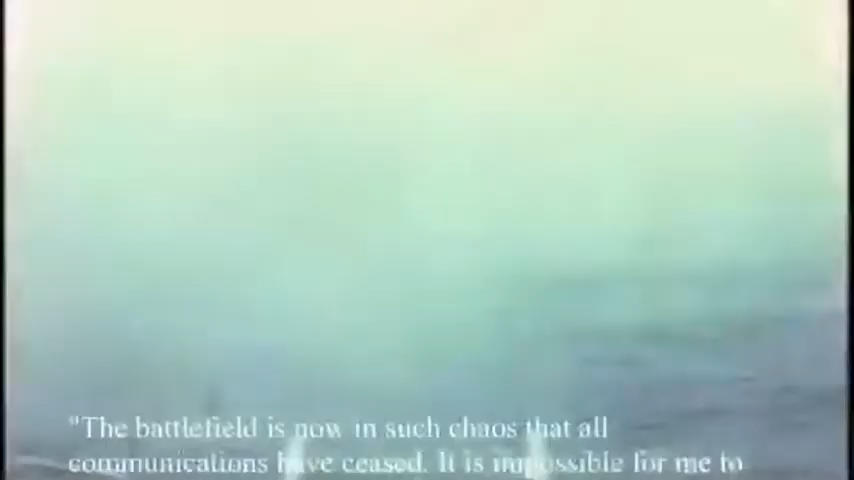 "The battlefield is now in such chaos that all
communications have ceased. It is impossible for me to